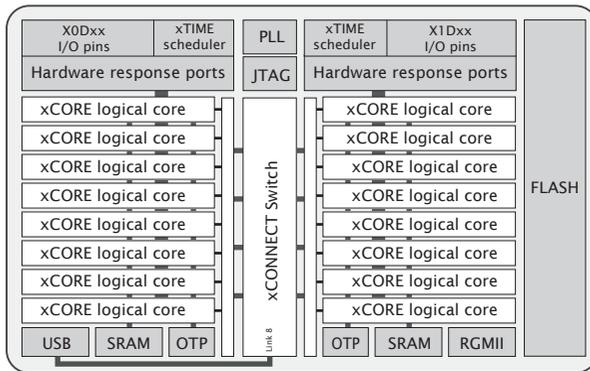 X0Dxx
I/O pins
xTIME
scheduler
PLL
xTIME
scheduler
X1Dxx
I/O pins
Hardware response ports
JTAG
Hardware response ports
xCORE logical core
xCORE logical core
xCORE logical core
xCORE logical core
xCORE logical core
xCORE logical core
xCORE logical core
xCORE logical core
xCONNECT Switch
Link 8
xCORE logical core
xCORE logical core
xCORE logical core
xCORE logical core
xCORE logical core
xCORE logical core
xCORE logical core
xCORE logical core
FLASH
USB
SRAM
OTP
OTP
SRAM
RGMII